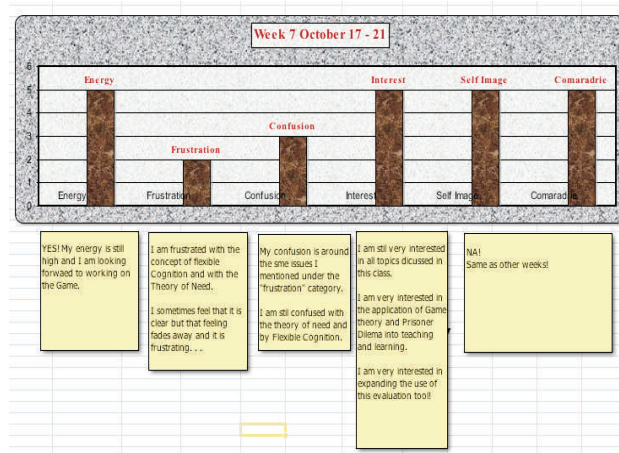 Week 7 October 17 - 21
6
5
4
3
2
1
0
Energy
Frustration
Confusion
Interest
Self Image
Comaradrie
Energy
Frustration
Confusion
Interest
Self Image
Comaradrie
YES! My energy is still
high and I am looking
forward to working on
the Game.
I am frustrated with the
concept of flexible
Cognition and with the
Theory of Need.
I sometimes feel that it is
clear but that feeling
fades away and it is
frustrating. . .
My confusion is around
the sme issues I
mentioned under the
"frustration" category.
I am stil confused with
the theory of need and
by Flexible Cognition.
I am stil very interested
in all topics dicussed in
this class.
I am very interested in
the application of Game
theory and Prisoner
Dilema into teaching
and learning.
I am very interested in
expanding the use of
this evaluation tool!
NA!
Same as other weeks!